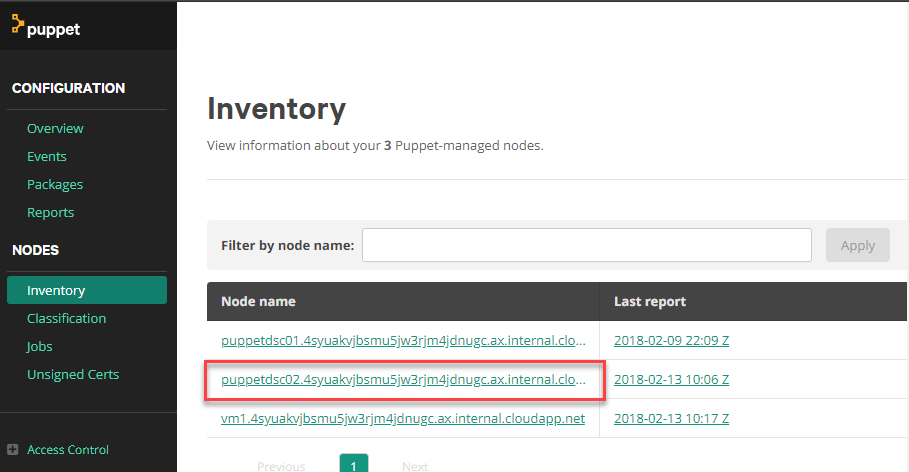 puppet
CONFIGURATION
Overview
Events
Packages
Reports
NODES
Inventory
Classification
Jobs
Unsigned Certs
Access Control
Inventory
View information about your 3 Puppet-managed nodes.
Filter by node name: Apply
Node name Last report
puppetdsc01.4syuakvjbsmu5jw3rjm4jdnugc.ax.internal.clo... 2018-02-09 22:09 Z
puppetdsc02.4syuakvjbsmu5jw3rjm4jdnugc.ax.internal.clo... 2018-02-13 10:06 Z
vm1.4syuakvjbsmu5jw3rjm4jdnugc.ax.internal.cloudapp.net 2018-02-13 10:17 Z
Previous 1 Next